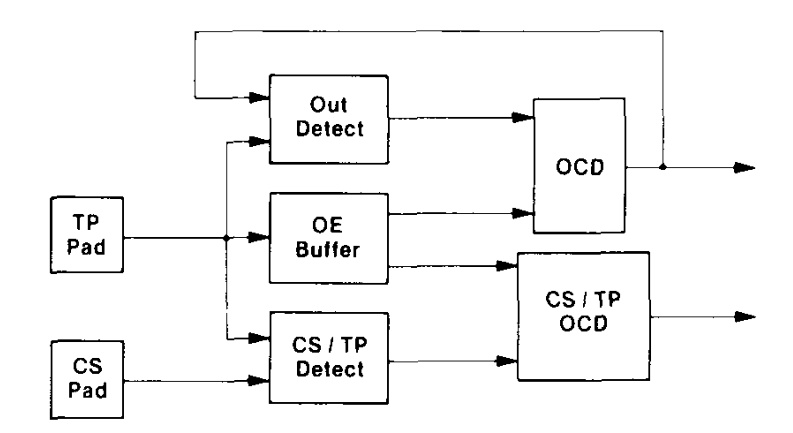 Out
Detect
OCD
TP
Pad
OE
Buffer
CS / TP
OCD
CS / TP
Detect
CS
Pad